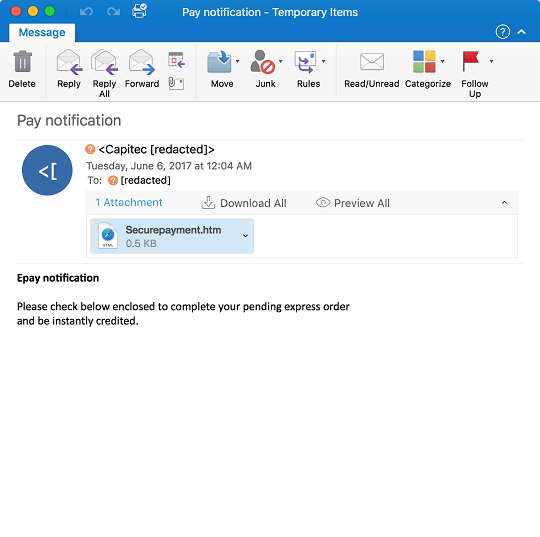 Pay notification - Temporary Items
Message
?
Delete
Reply
Reply All
Forward
Move
Junk
Rules
Read/Unread
Categorize
Follow Up
Pay notification
<[
? <Capitec [redacted]>
Tuesday, June 6, 2017 at 12:04 AM
To: ? [redacted]
1 Attachment
Download All
Preview All
HTML
Securepayment.htm
0.5 KB
Epay notification
Please check below enclosed to complete your pending express order
and be instantly credited.